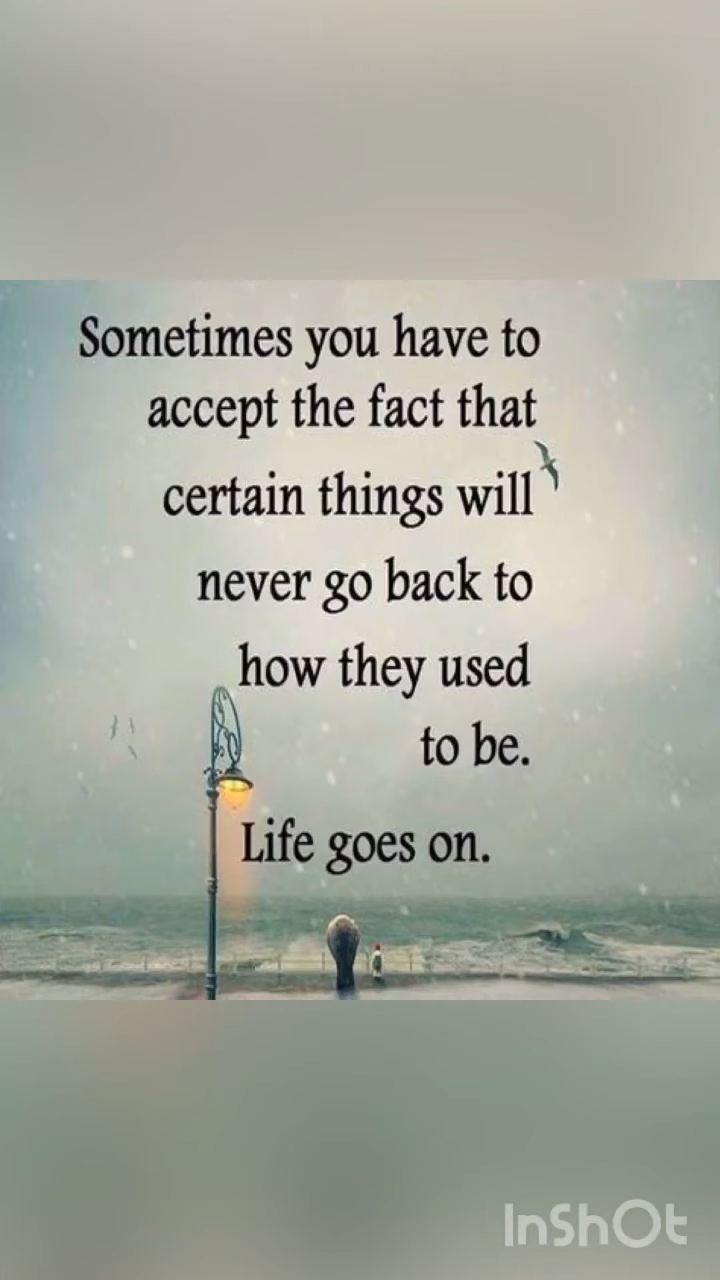 Sometimes you have to
accept the fact that
certain things will
never go back to
how they used
to be.
Life goes on.
InShOt